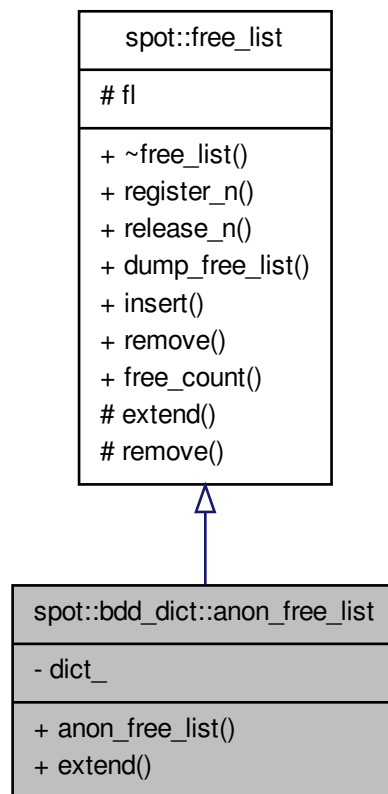 spot::free_list
# fl
+ ~free_list()
+ register_n()
+ release_n()
+ dump_free_list()
+ insert()
+ remove()
+ free_count()
# extend()
# remove()
spot::bdd_dict::anon_free_list
- dict_
+ anon_free_list()
+ extend()